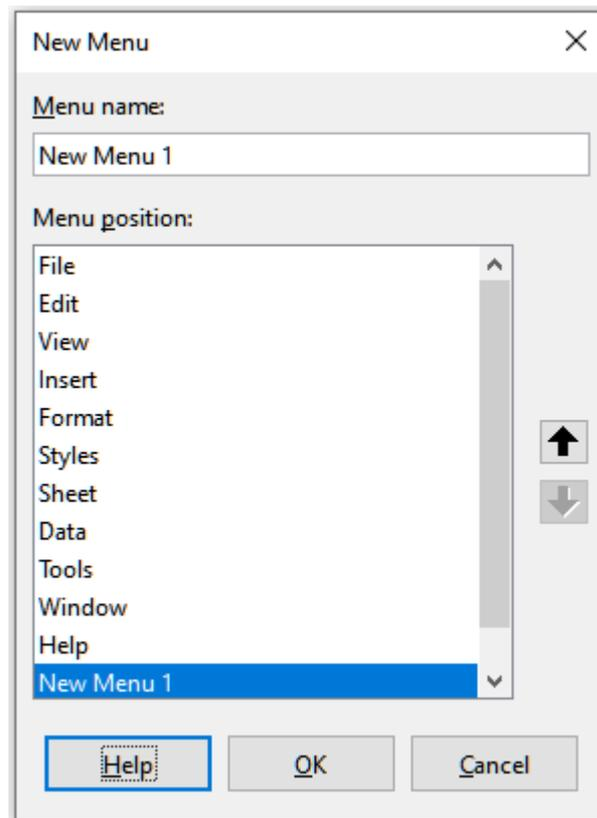 New Menu
Menu name:
New Menu 1
Menu position:
File
Edit
View
Insert
Format
Styles
Sheet
Data
Tools
Window
Help
New Menu 1
Help OK Cancel